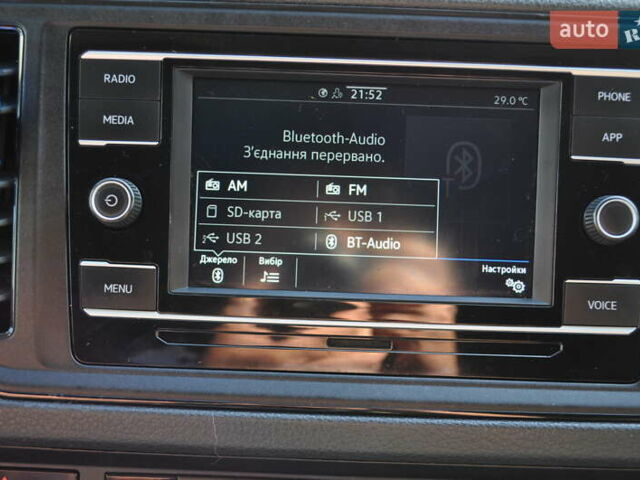 auto
R
RADIO
MEDIA
MENU
21:52
29.0 °C
Bluetooth-Audio
З'єднання перервано.
AM
FM
SD-карта
USB 1
USB 2
BT-Audio
Джерело
Вибір
Настройки
PHONE
APP
VOICE